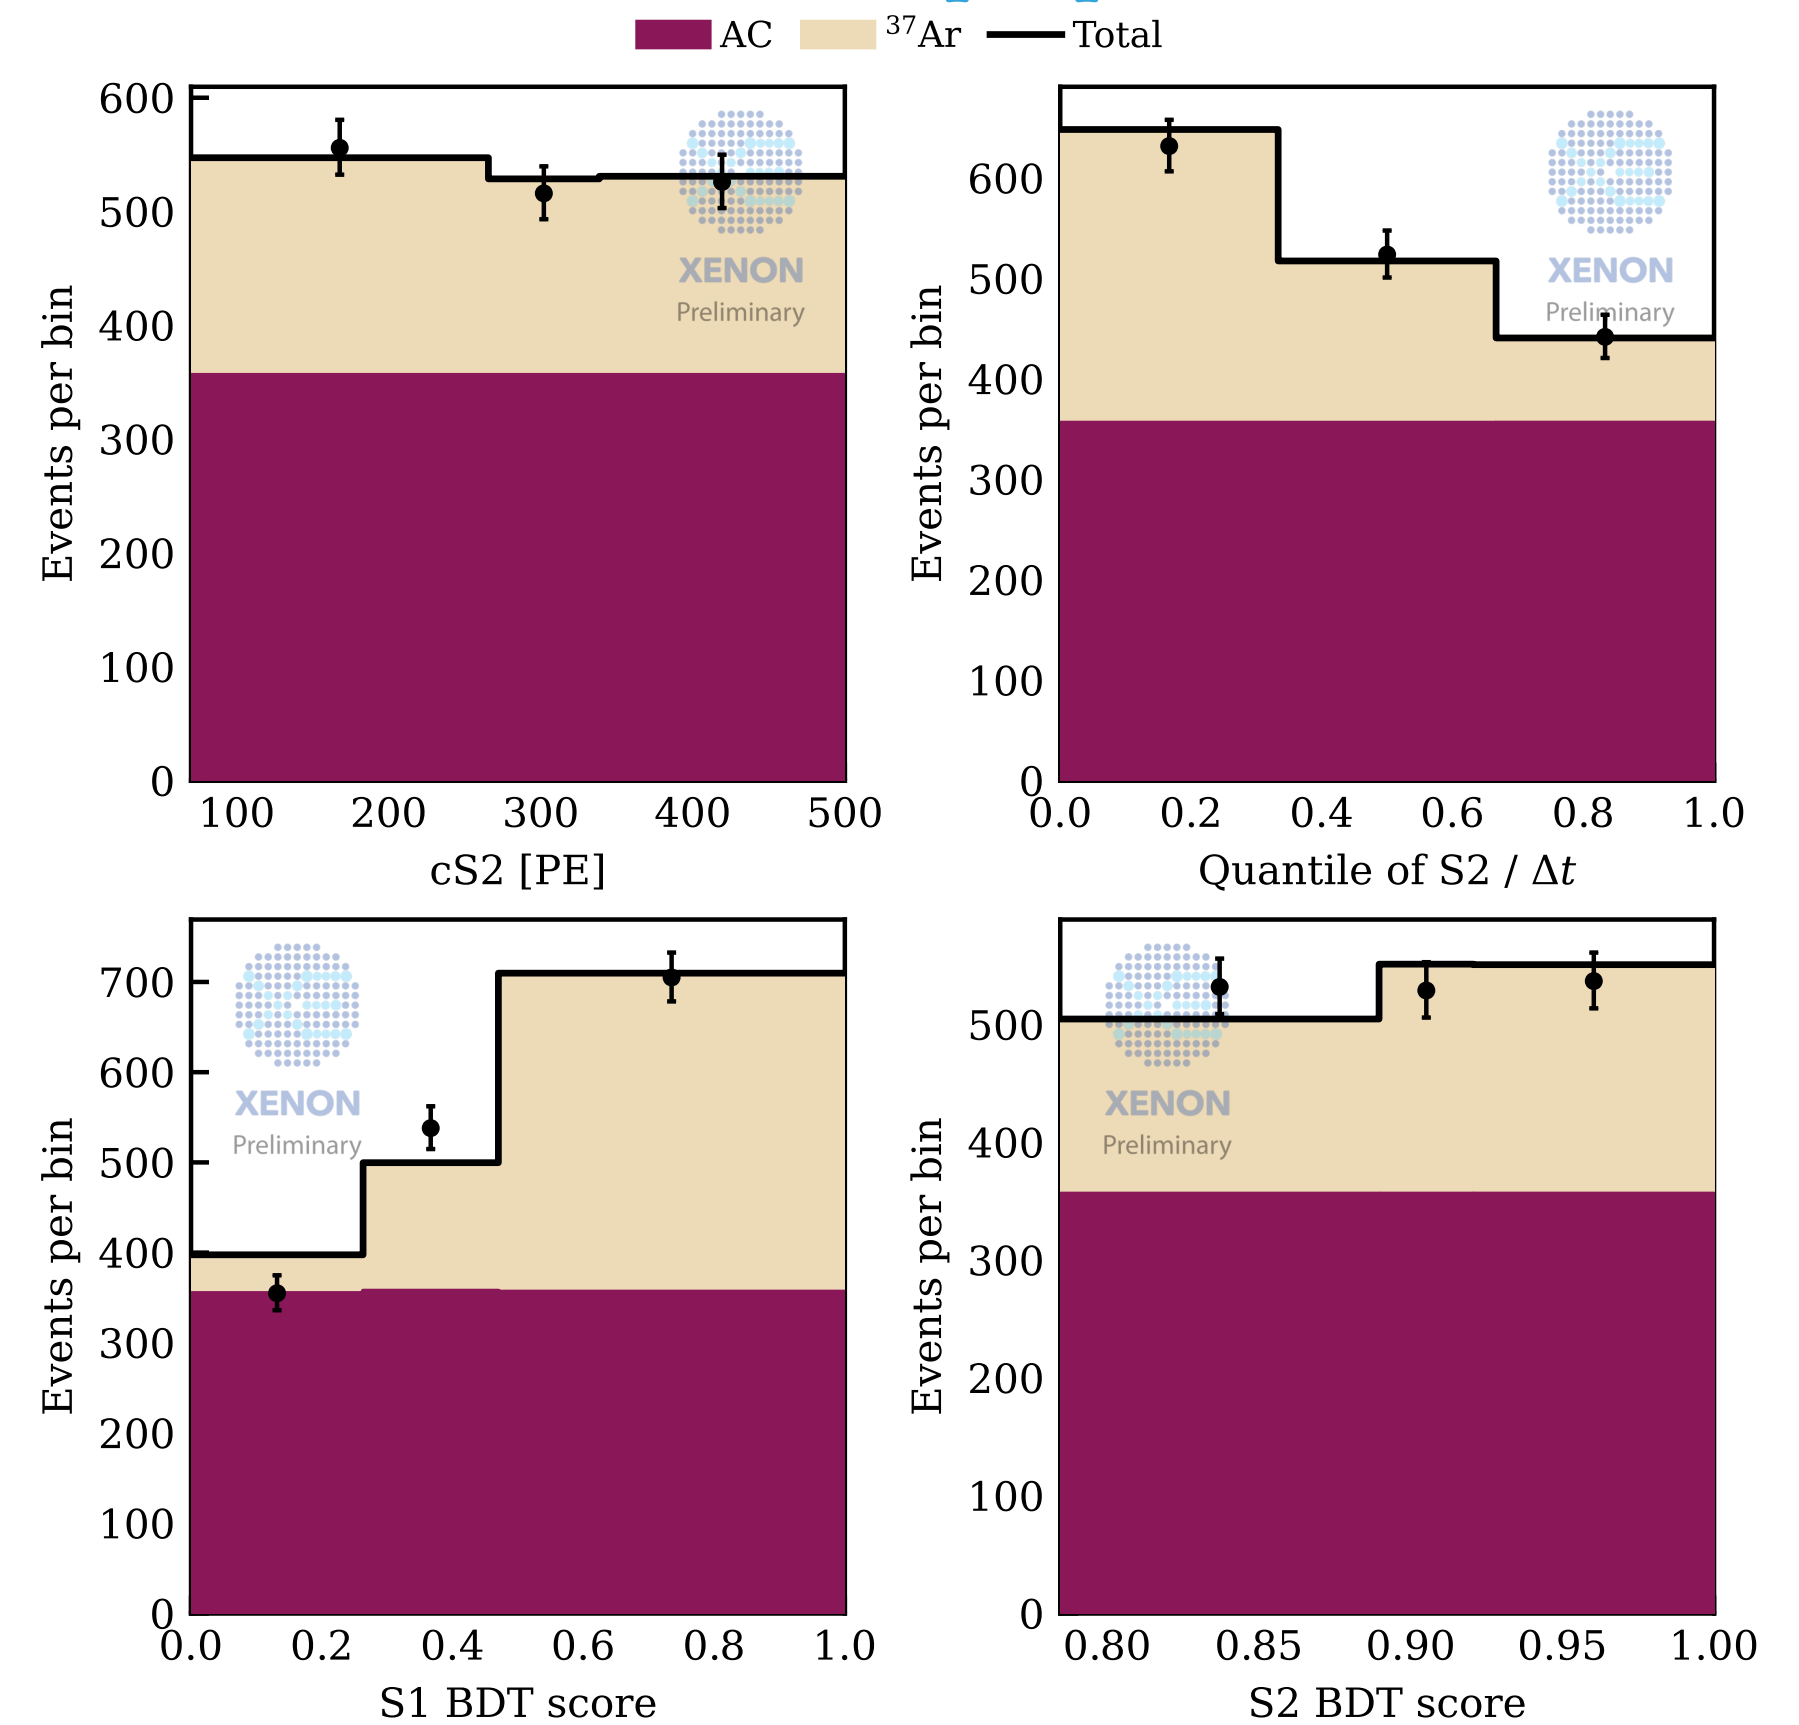 AC ³⁷Ar Total
600
500
400
300
200
100
0
Events per bin
100 200 300 400 500
cS2 [PE]
XENON
Preliminary
600
500
400
300
200
100
0
Events per bin
0.0 0.2 0.4 0.6 0.8 1.0
Quantile of S2 / Δt
XENON
Preliminary
700
600
500
400
300
200
100
0
Events per bin
0.0 0.2 0.4 0.6 0.8 1.0
S1 BDT score
XENON
Preliminary
500
400
300
200
100
0
Events per bin
0.80 0.85 0.90 0.95 1.00
S2 BDT score
XENON
Preliminary